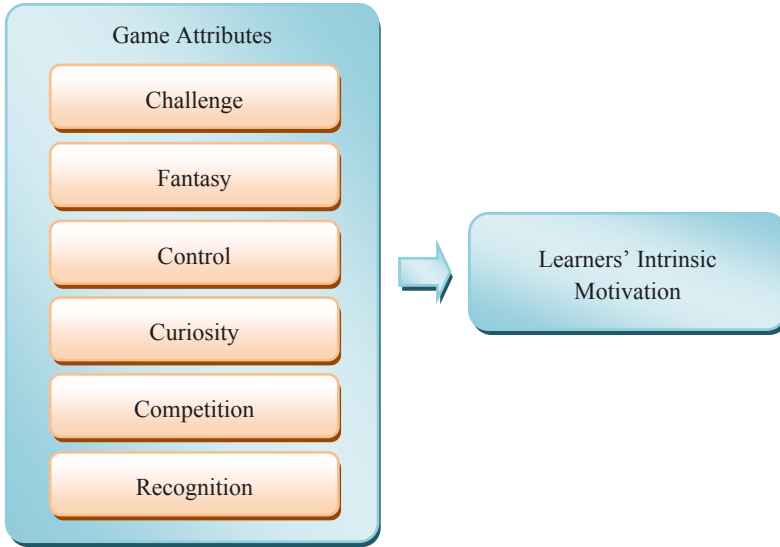 Game Attributes
Challenge
Fantasy
Control
Curiosity
Competition
Recognition
Learners’ Intrinsic
Motivation